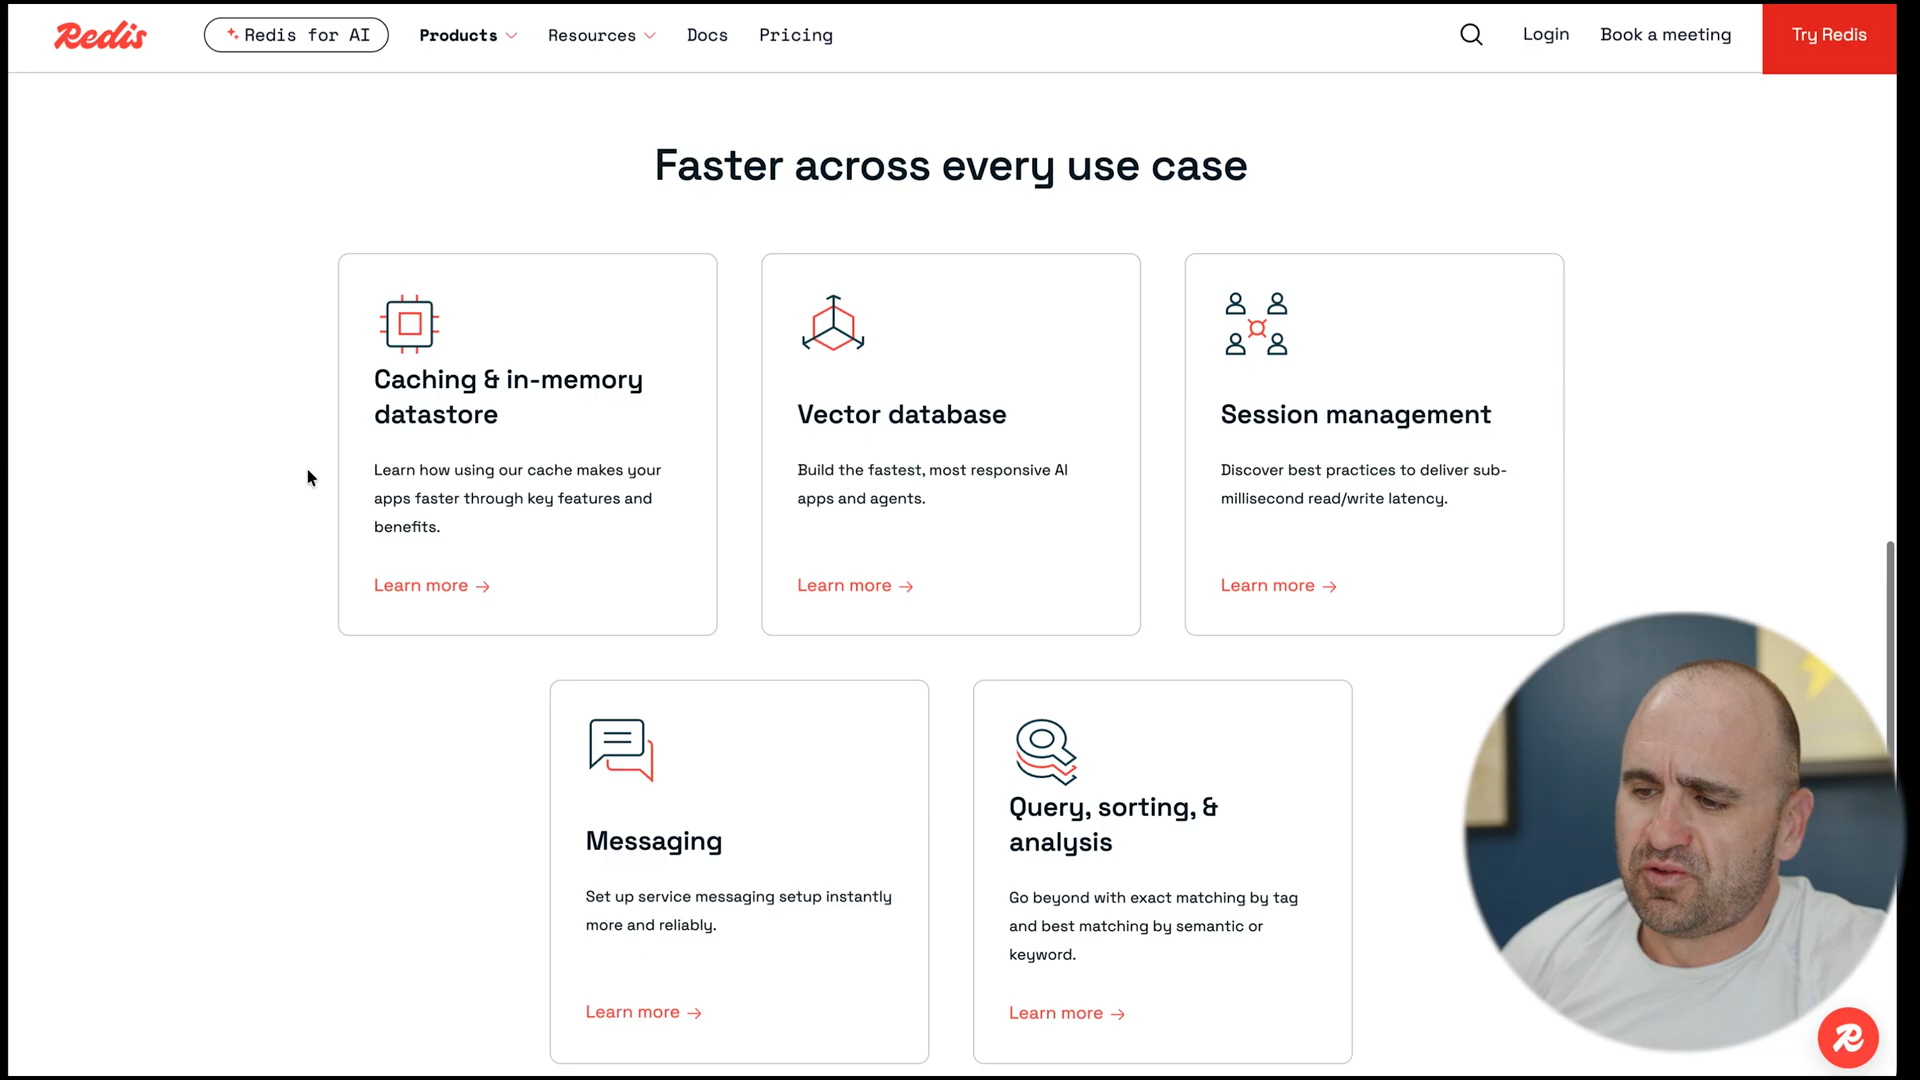 Redis
Redis for AI
Products
Resources
Docs
Pricing
Login
Book a meeting
Try Redis
Faster across every use case
Caching & in-memory
datastore
Learn how using our cache makes your
apps faster through key features and
benefits.
Learn more →
Vector database
Build the fastest, most responsive AI
apps and agents.
Learn more →
Session management
Discover best practices to deliver sub-
millisecond read/write latency.
Learn more →
Messaging
Set up service messaging setup instantly
more and reliably.
Learn more →
Query, sorting, &
analysis
Go beyond with exact matching by tag
and best matching by semantic or
keyword.
Learn more →
R